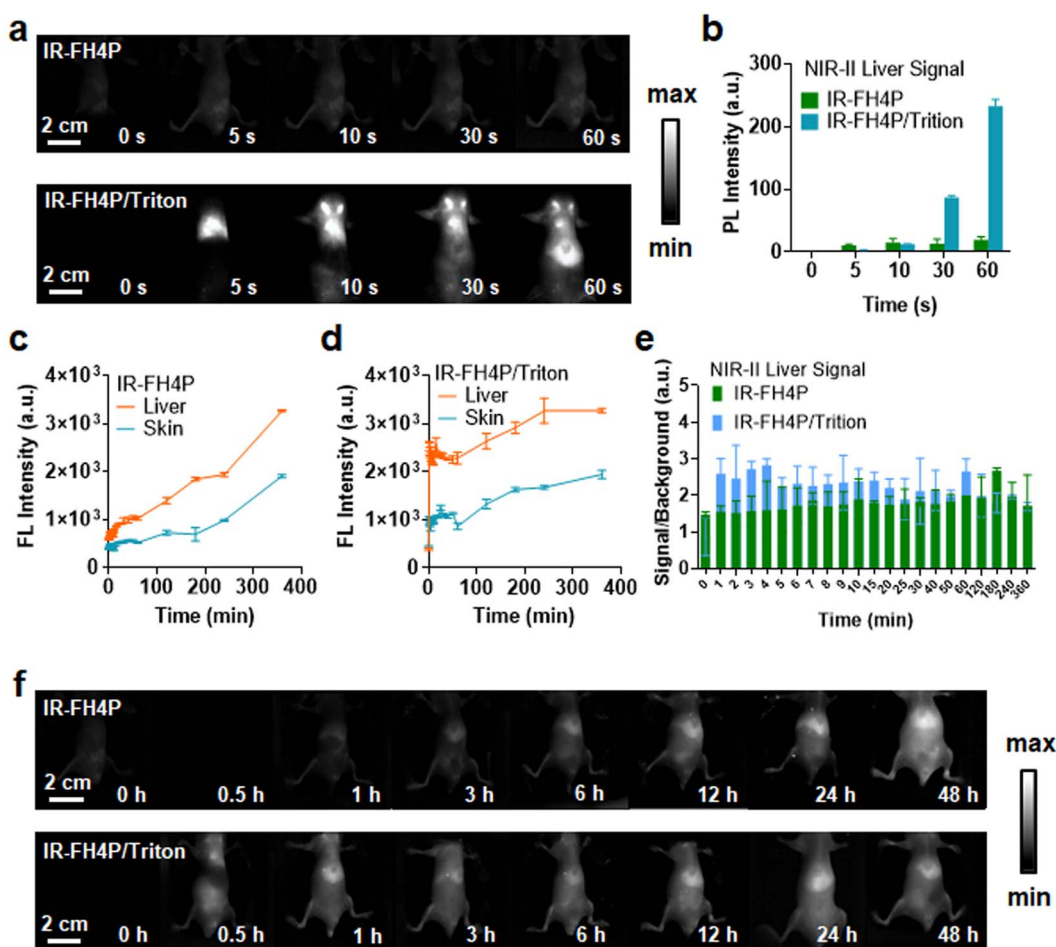 a
IR-FH4P
2 cm
0 s
5 s
10 s
30 s
60 s
IR-FH4P/Triton
2 cm
0 s
5 s
10 s
30 s
60 s
max
min
b
NIR-II Liver Signal
IR-FH4P
IR-FH4P/Trition
PL Intensity (a.u.)
300
200
100
0
0 5 10 30 60
Time (s)
c
IR-FH4P
Liver
Skin
FL Intensity (a.u.)
4×10³
3×10³
2×10³
1×10³
0
0 100 200 300 400
Time (min)
d
IR-FH4P/Triton
Liver
Skin
FL Intensity (a.u.)
4×10³
3×10³
2×10³
1×10³
0
0 100 200 300 400
Time (min)
e
NIR-II Liver Signal
IR-FH4P
IR-FH4P/Trition
Signal/Background (a.u.)
5
4
3
2
1
0
0 1 2 3 4 5 6 7 8 9 10 15 20 25 30 40 50 60 120 180 240 360
Time (min)
f
IR-FH4P
2 cm
0 h
0.5 h
1 h
3 h
6 h
12 h
24 h
48 h
IR-FH4P/Triton
2 cm
0 h
0.5 h
1 h
3 h
6 h
12 h
24 h
48 h
max
min